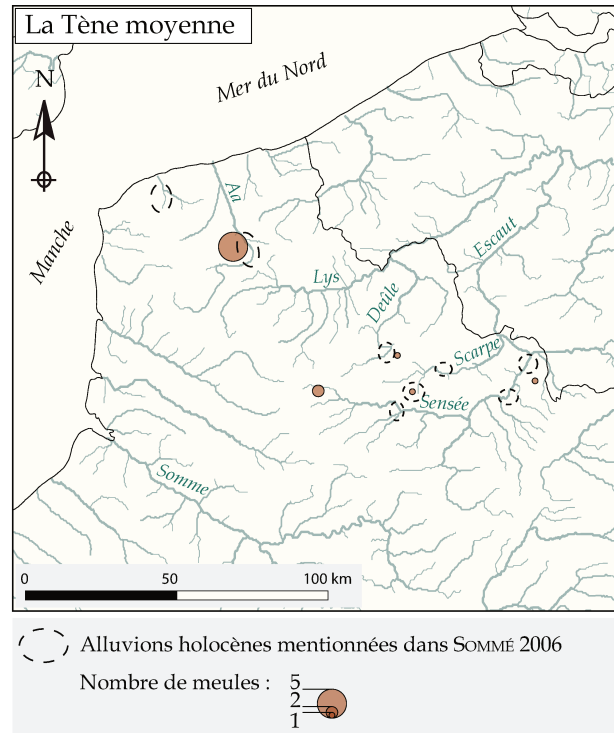 La Tène moyenne
Mer du Nord
N
Manche
Aa
Lys
Escaut
Deûle
Scarpe
Sensée
Somme
0 50 100 km
Alluvions holocènes mentionnées dans SOMMÉ 2006
Nombre de meules :
5
2
1